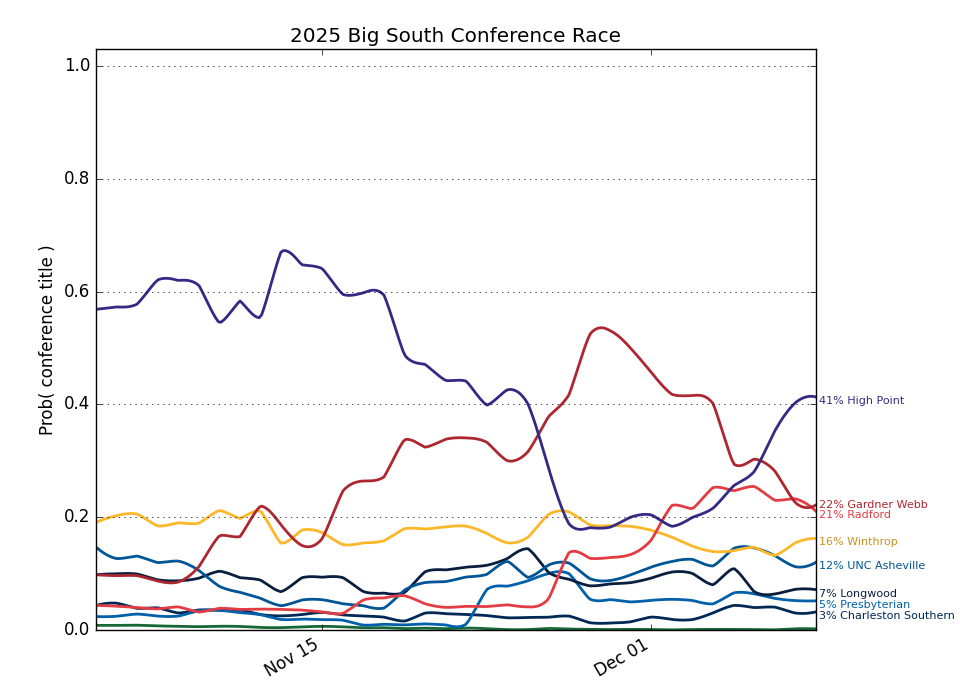 2025 Big South Conference Race
Prob( conference title )
1.0
0.8
0.6
0.4
0.2
0.0
Nov 15
Dec 01
41% High Point
22% Gardner Webb
21% Radford
16% Winthrop
12% UNC Asheville
7% Longwood
5% Presbyterian
3% Charleston Southern